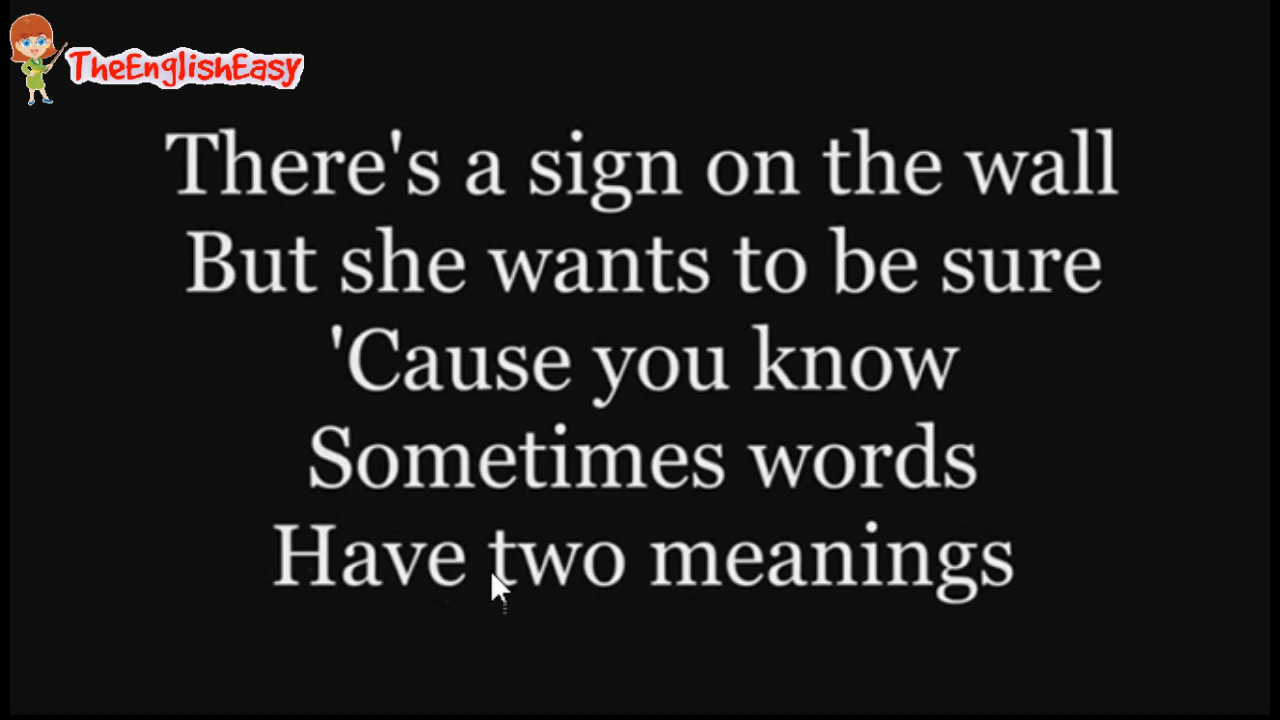 TheEnglishEasy
There's a sign on the wall
But she wants to be sure
'Cause you know
Sometimes words
Have two meanings